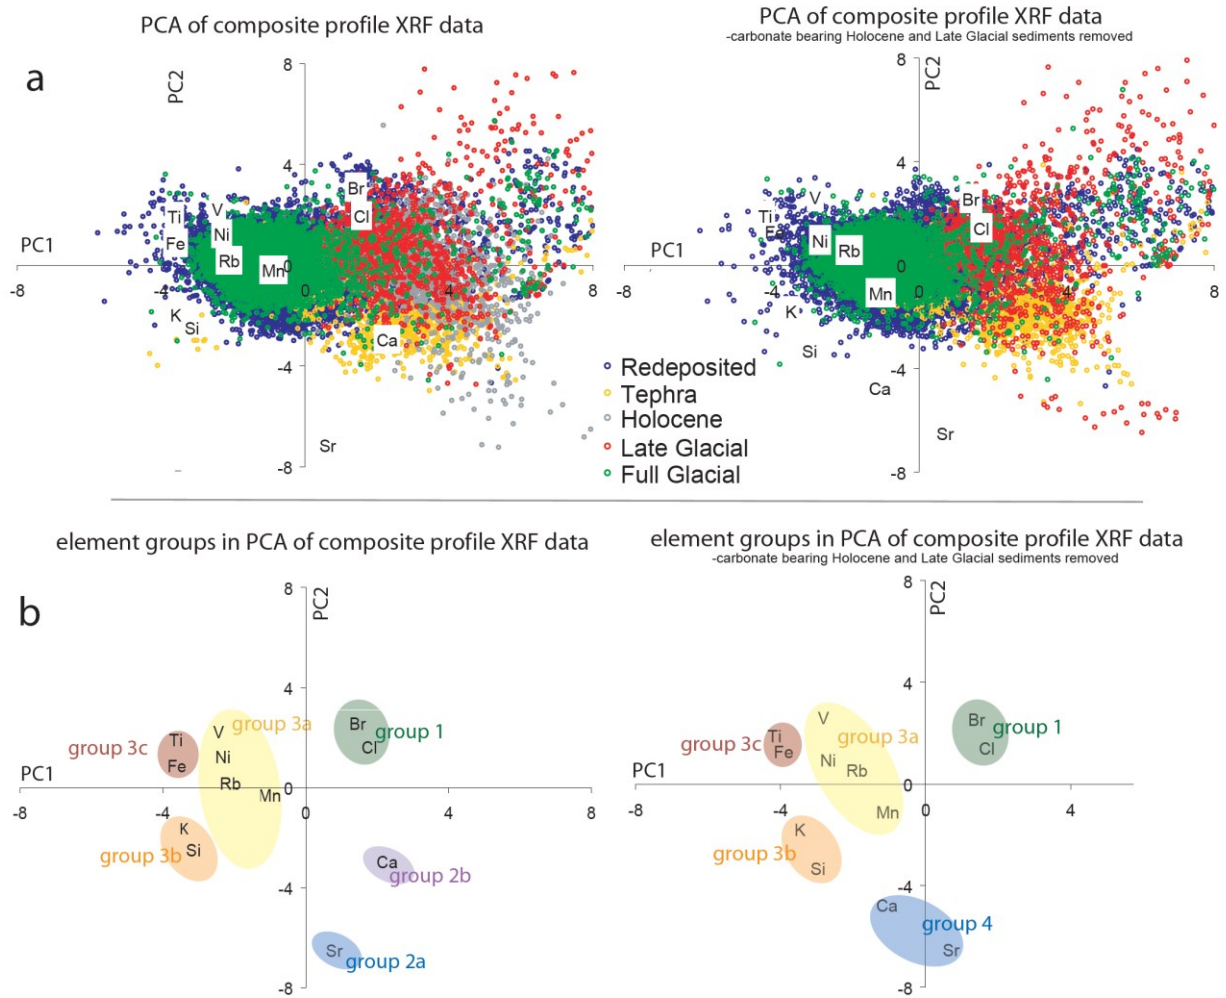 PCA of composite profile XRF data
PCA of composite profile XRF data
-carbonate bearing Holocene and Late Glacial sediments removed
a
PC2
8
4
Br
Ti
V
Cl
Fe
Ni
PC1
Rb
Mn
0
-8
-4
0
4
8
K
Si
Ca
-4
Sr
-8
PC2
8
4
V
Br
Ti
Fe
Ni
Cl
PC1
Rb
0
-8
-4
0
4
8
Mn
K
Si
-4
Ca
Sr
-8
Redeposited
Tephra
Holocene
Late Glacial
Full Glacial
element groups in PCA of composite profile XRF data
element groups in PCA of composite profile XRF data
-carbonate bearing Holocene and Late Glacial sediments removed
b
PC2
8
4
V
group 3a
Br
group 1
Ti
Cl
group 3c
Ni
Fe
PC1
Rb
Mn
-8
-4
0
4
8
K
Si
group 3b
Ca
group 2b
-4
Sr
group 2a
-8
PC2
8
4
V
Br
group 1
Ti
group 3a
group 3c
Fe
Cl
Ni
Rb
PC1
0
-8
-4
0
4
Mn
K
group 3b
Si
-4
Ca
group 4
Sr
-8